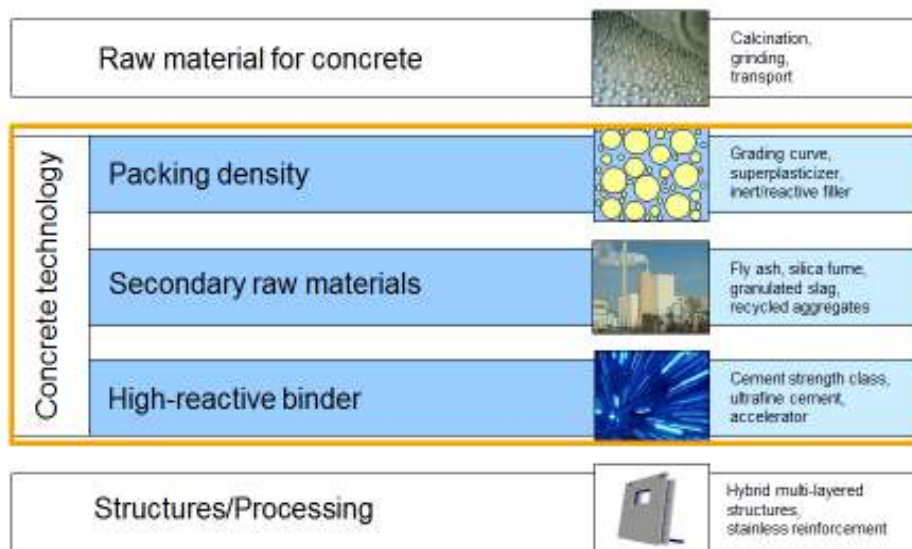 Raw material for concrete
Calcination,
grinding,
transport
Concrete technology
Packing density
Grading curve,
superplasticizer,
inert/reactive filler
Secondary raw materials
Fly ash, silica fume,
granulated slag,
recycled aggregates
High-reactive binder
Cement strength class,
ultrafine cement,
accelerator
Structures/Processing
Hybrid multi-layered
structures,
stainless reinforcement